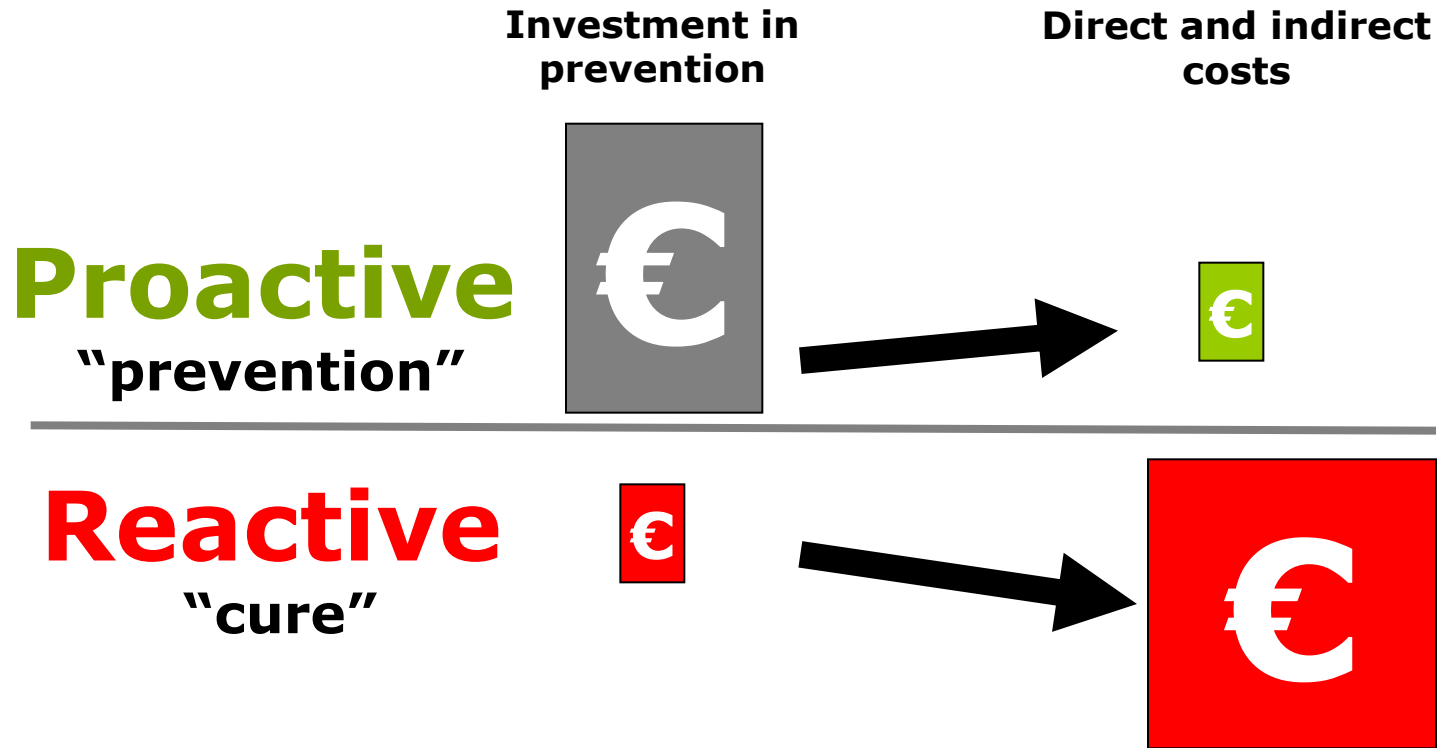 Investment in
prevention
Direct and indirect
costs
€
Proactive
“prevention”
€
Reactive
“cure”
€
€